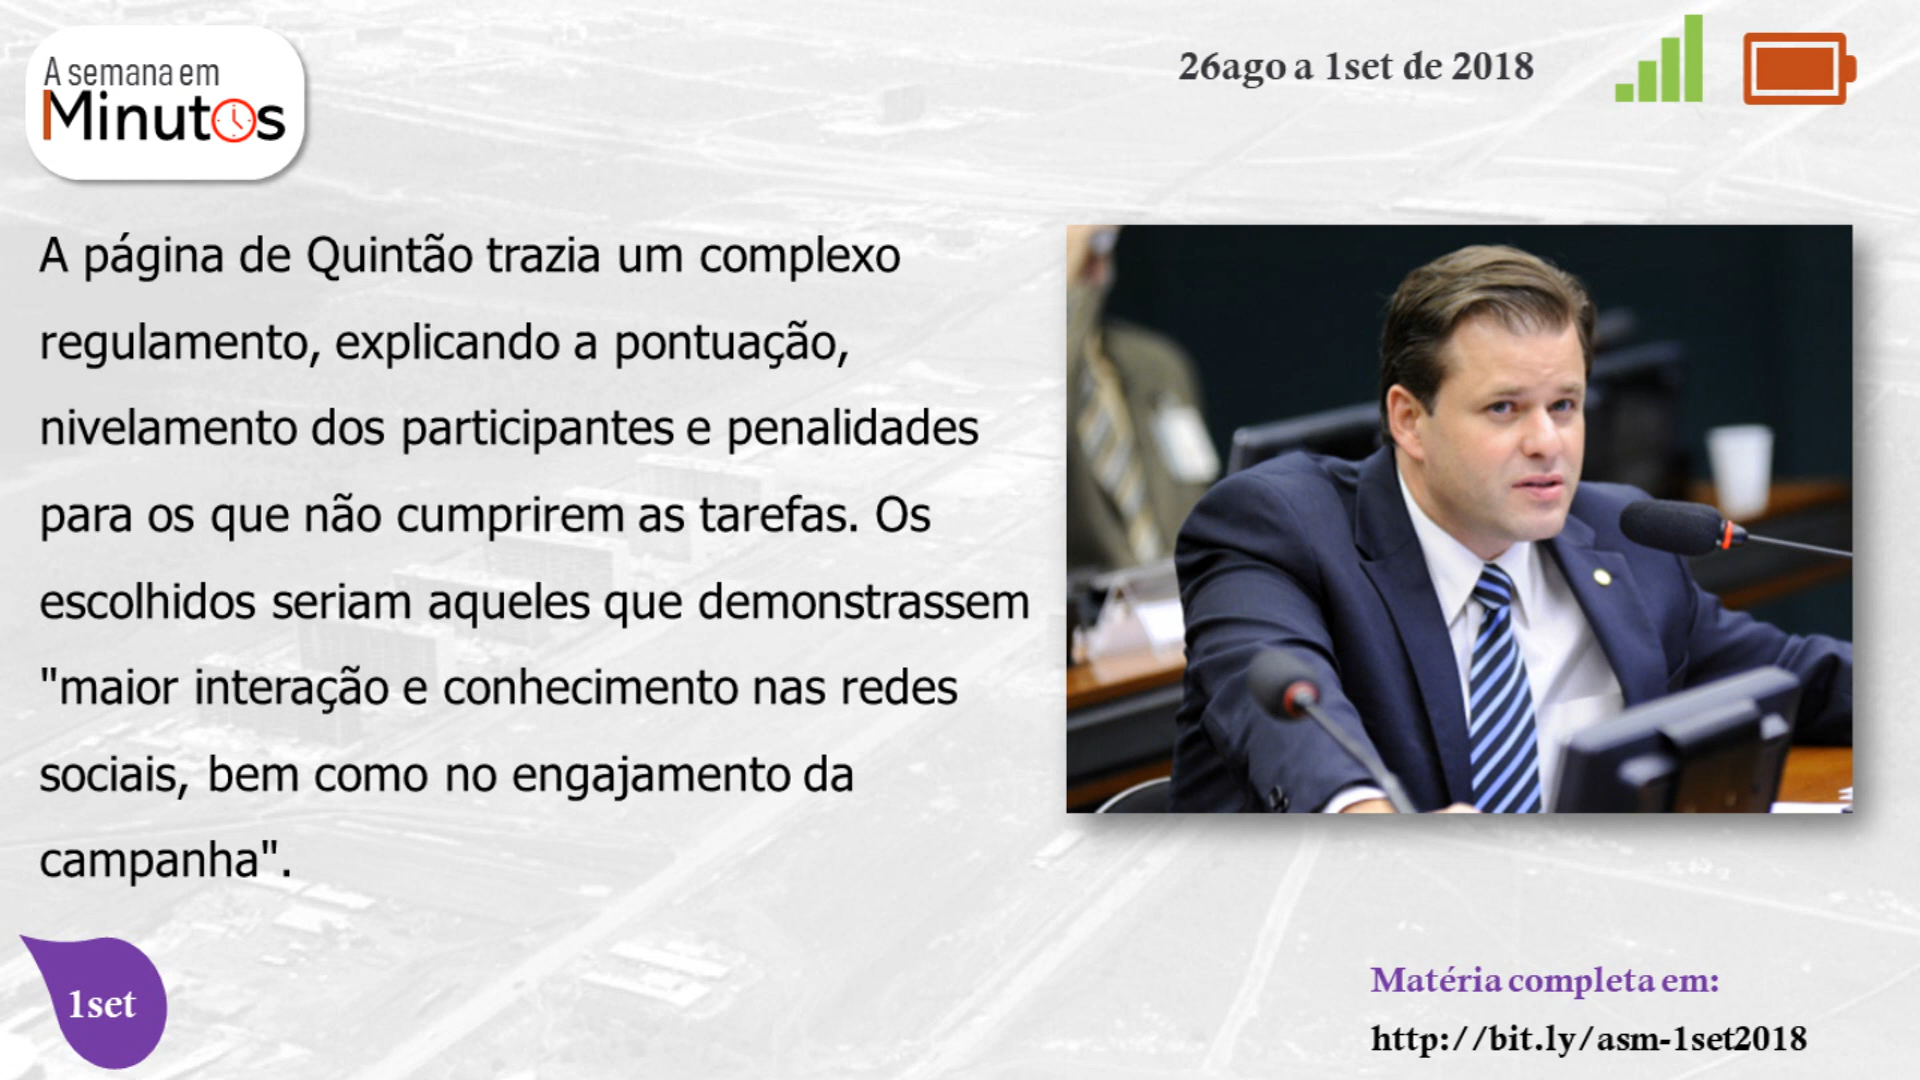 A semana em
Minutos
26ago a 1set de 2018
A página de Quintão trazia um complexo
regulamento, explicando a pontuação,
nivelamento dos participantes e penalidades
para os que não cumprirem as tarefas. Os
escolhidos seriam aqueles que demonstrassem
"maior interação e conhecimento nas redes
sociais, bem como no engajamento da
campanha".
1set
Matéria completa em:
http://bit.ly/asm-1set2018